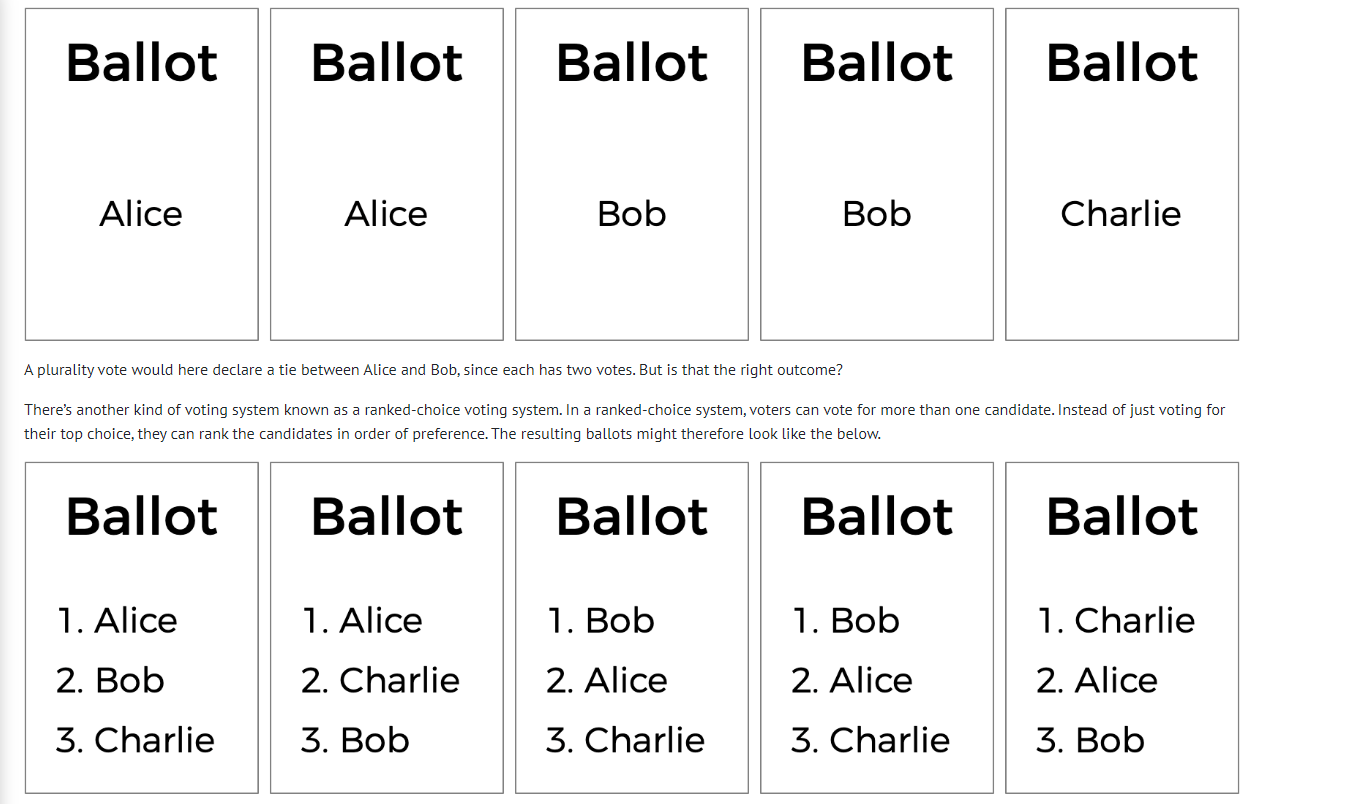 Ballot Ballot Ballot Ballot Ballot
Alice Alice Bob Bob Charlie
A plurality vote would here declare a tie between Alice and Bob, since each has two votes. But is that the right outcome?
There’s another kind of voting system known as a ranked-choice voting system. In a ranked-choice system, voters can vote for more than one candidate. Instead of just voting for
their top choice, they can rank the candidates in order of preference. The resulting ballots might therefore look like the below.
Ballot Ballot Ballot Ballot Ballot
1. Alice 1. Alice 1. Bob 1. Bob 1. Charlie
2. Bob 2. Charlie 2. Alice 2. Alice 2. Alice
3. Charlie 3. Bob 3. Charlie 3. Charlie 3. Bob